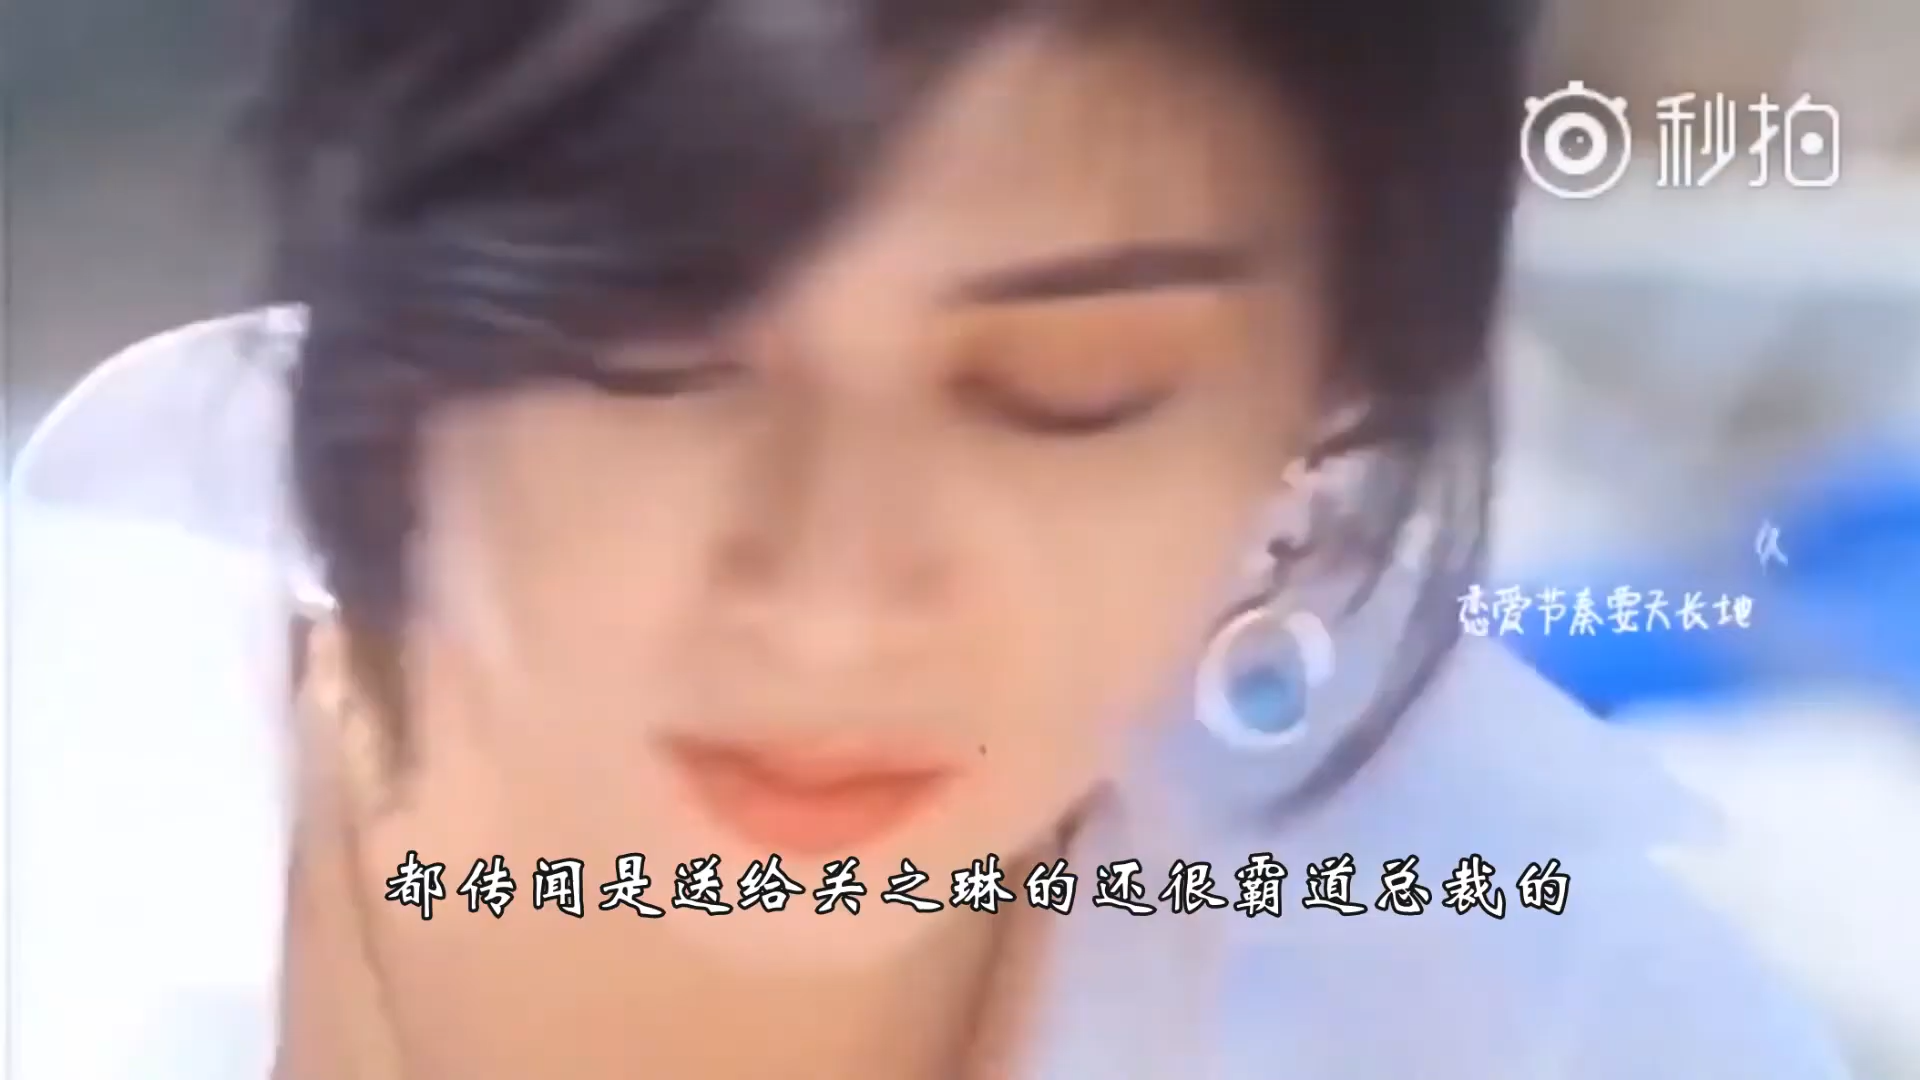 秒拍
久
恋爱节奏要天长地
都传闻是送给关之琳的还很霸道总裁的